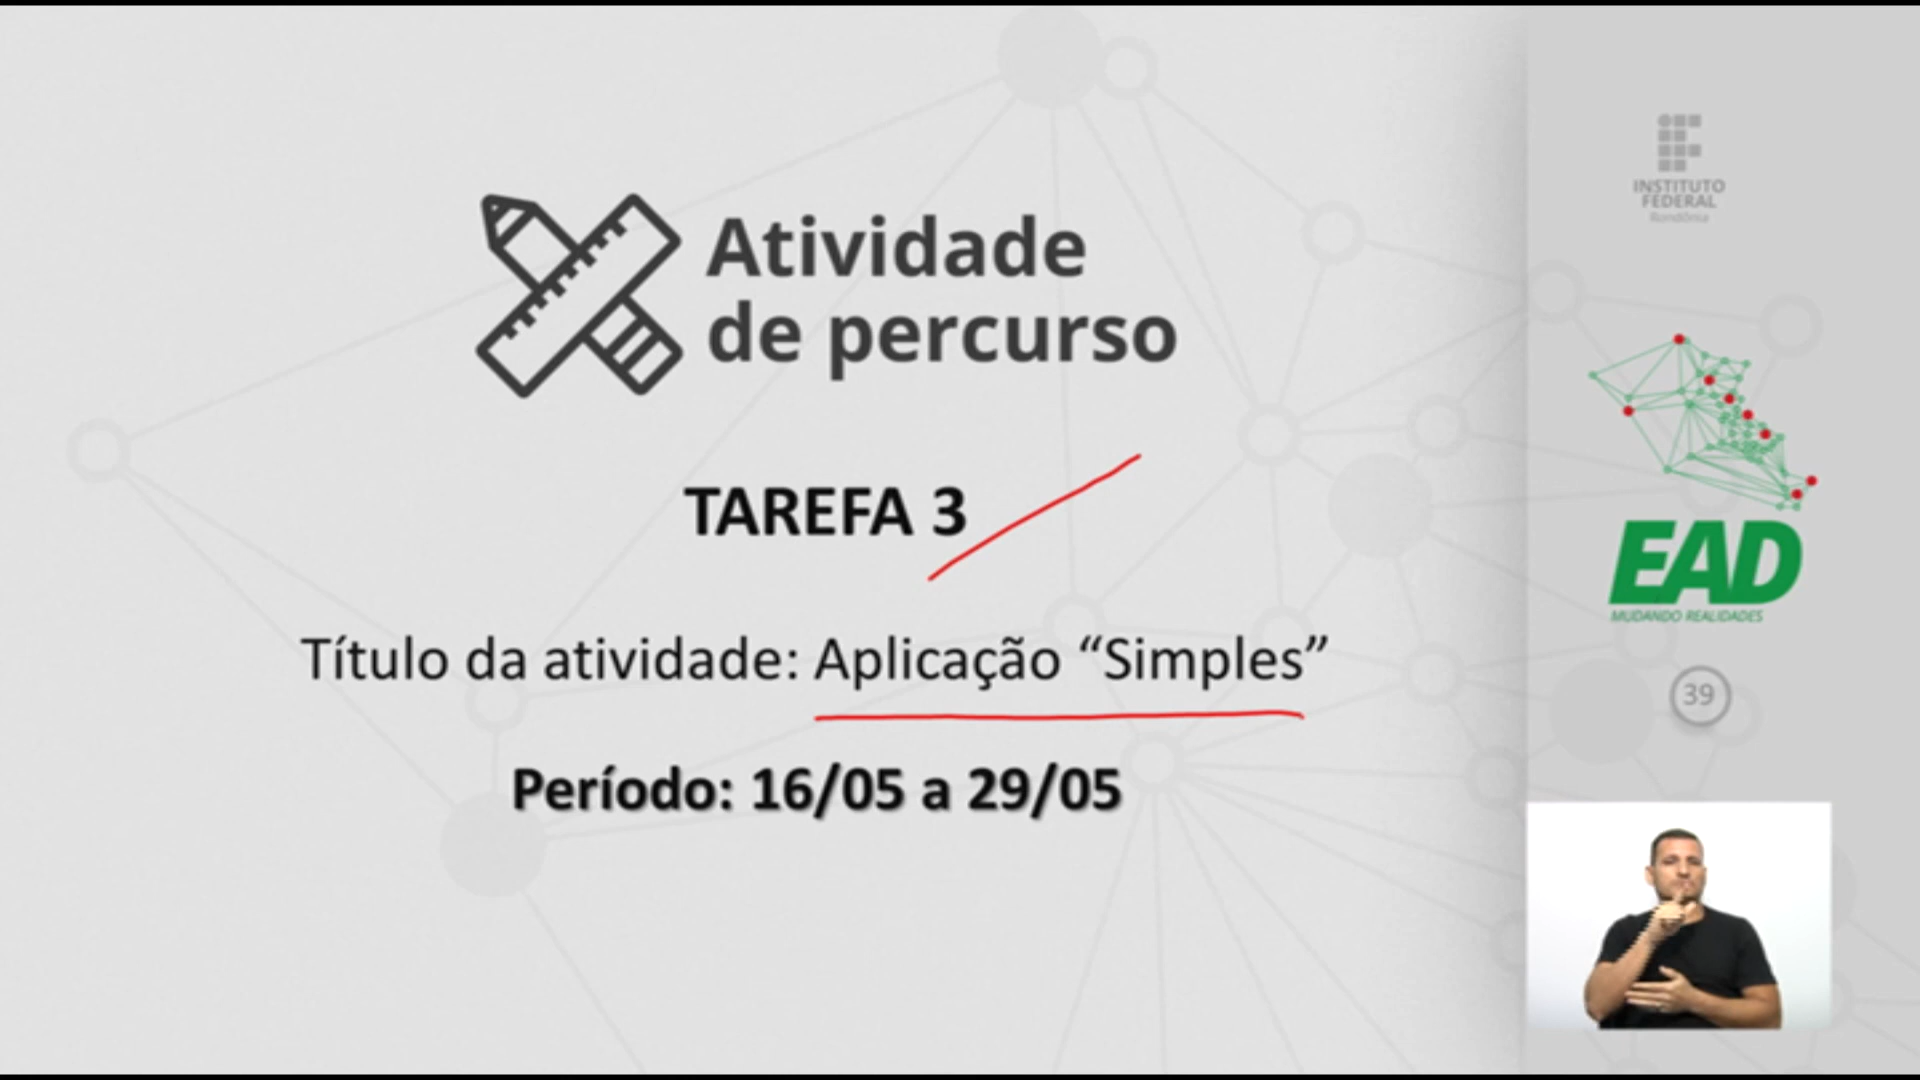 Atividade
de percurso
TAREFA 3
Título da atividade: Aplicação “Simples”
Período: 16/05 a 29/05
INSTITUTO
FEDERAL
Rondônia
EAD
MUDANDO REALIDADES
39